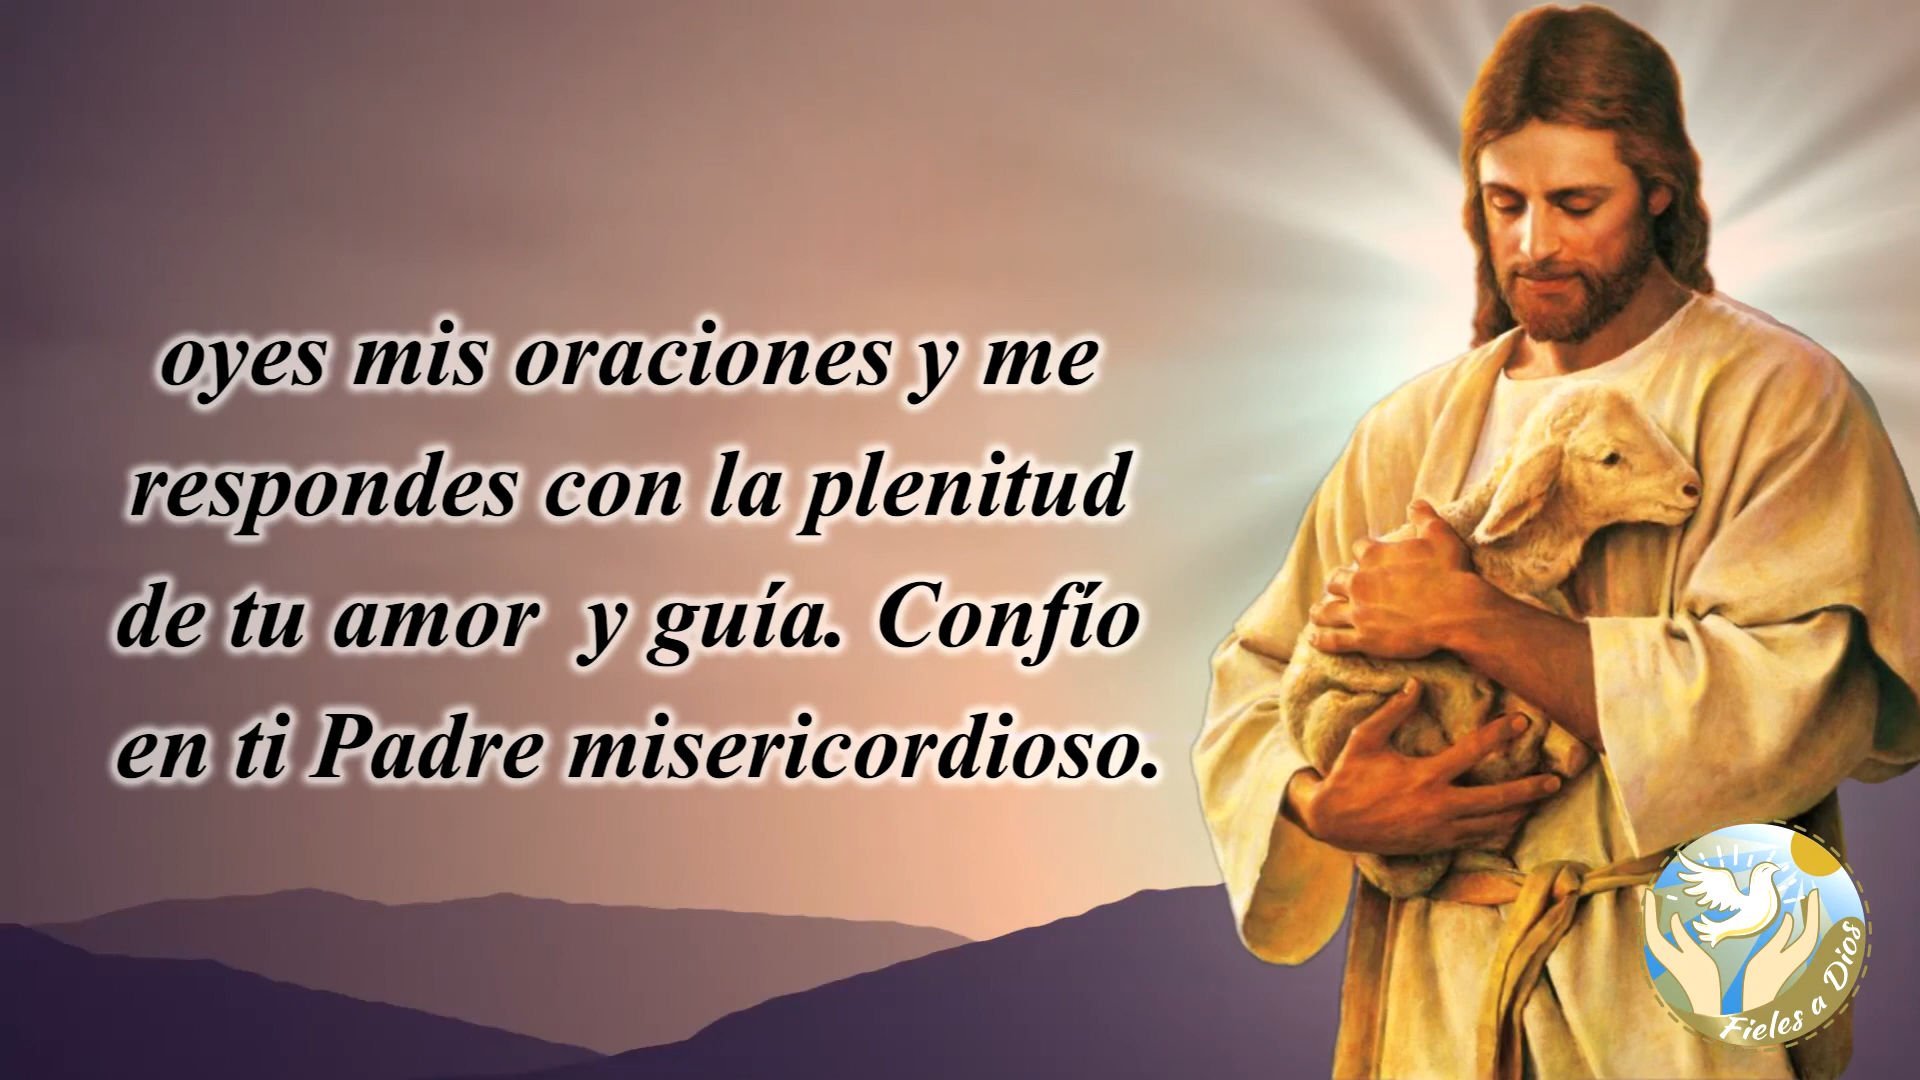 oyes mis oraciones y me
respondes con la plenitud
de tu amor  y guía. Confío
en ti Padre misericordioso.
Fieles a Dios